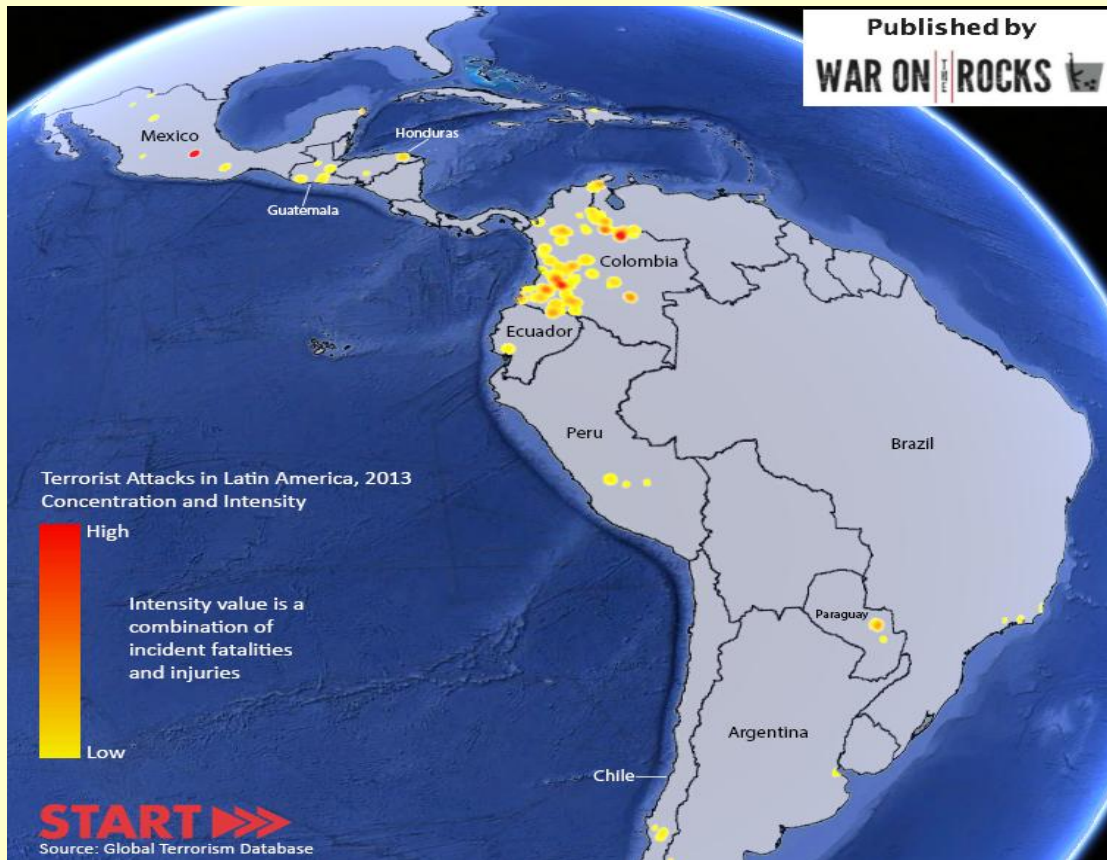 Published by
WAR ON THE ROCKS
Mexico
Honduras
Guatemala
Colombia
Ecuador
Peru
Brazil
Terrorist Attacks in Latin America, 2013
Concentration and Intensity
High
Intensity value is a
combination of
incident fatalities
and injuries
Low
Paraguay
Argentina
Chile
START
Source: Global Terrorism Database